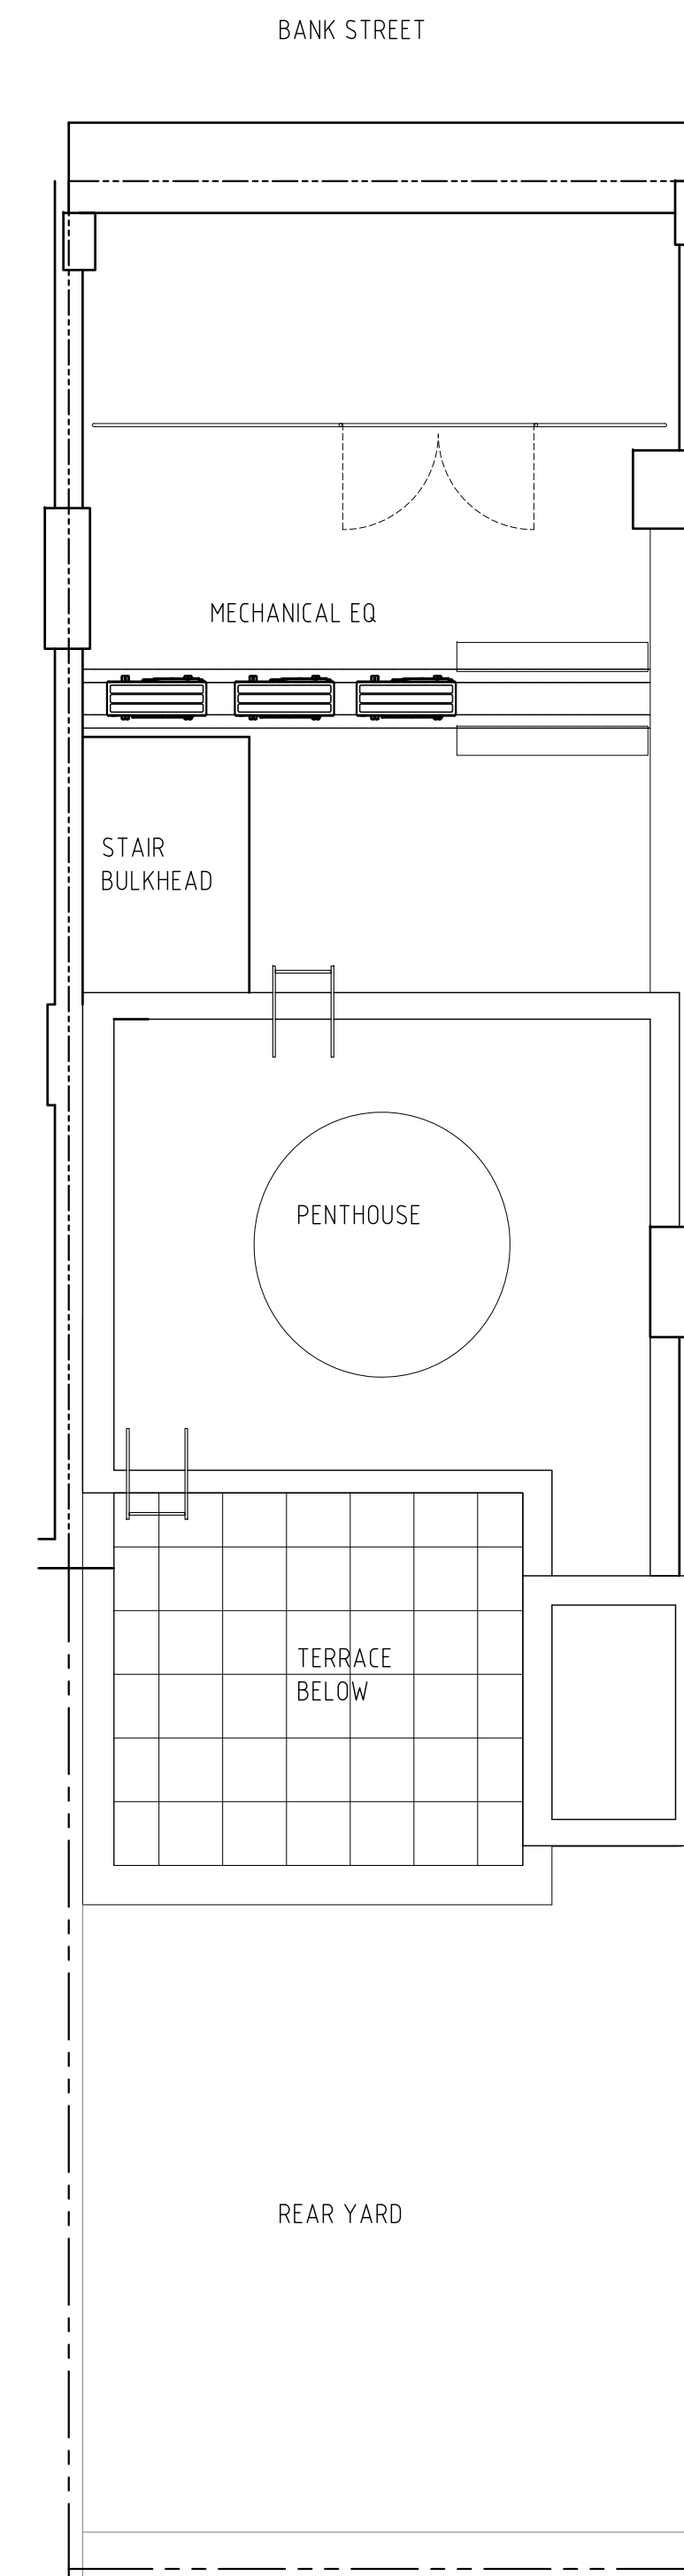 BANK STREET
MECHANICAL EQ
STAIR
BULKHEAD
PENTHOUSE
TERRACE
BELOW
REAR YARD